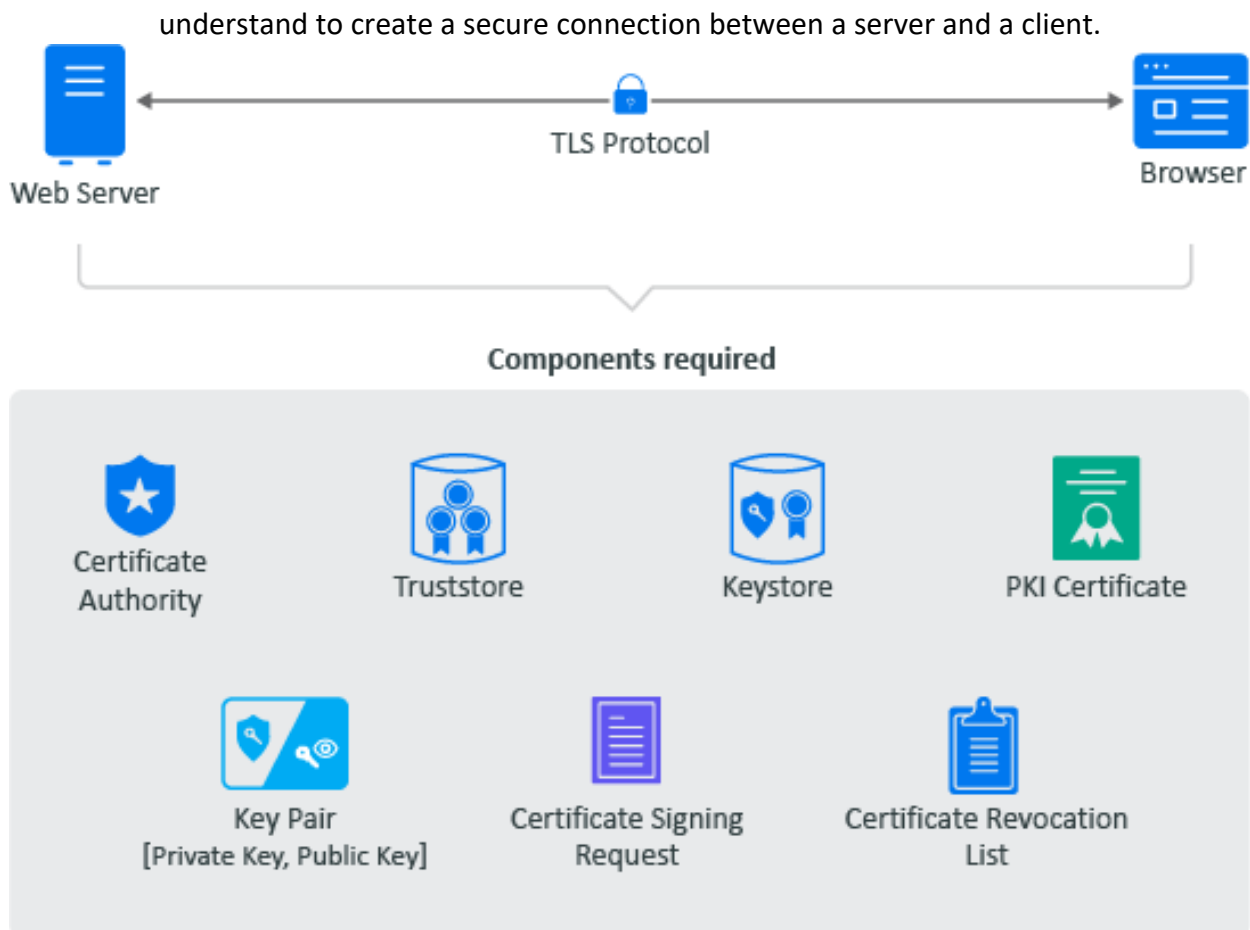 understand to create a secure connection between a server and a client.
TLS Protocol
Web Server
Browser
Components required
Certificate
Authority
Truststore
Keystore
PKI Certificate
Key Pair
[Private Key, Public Key]
Certificate Signing
Request
Certificate Revocation
List